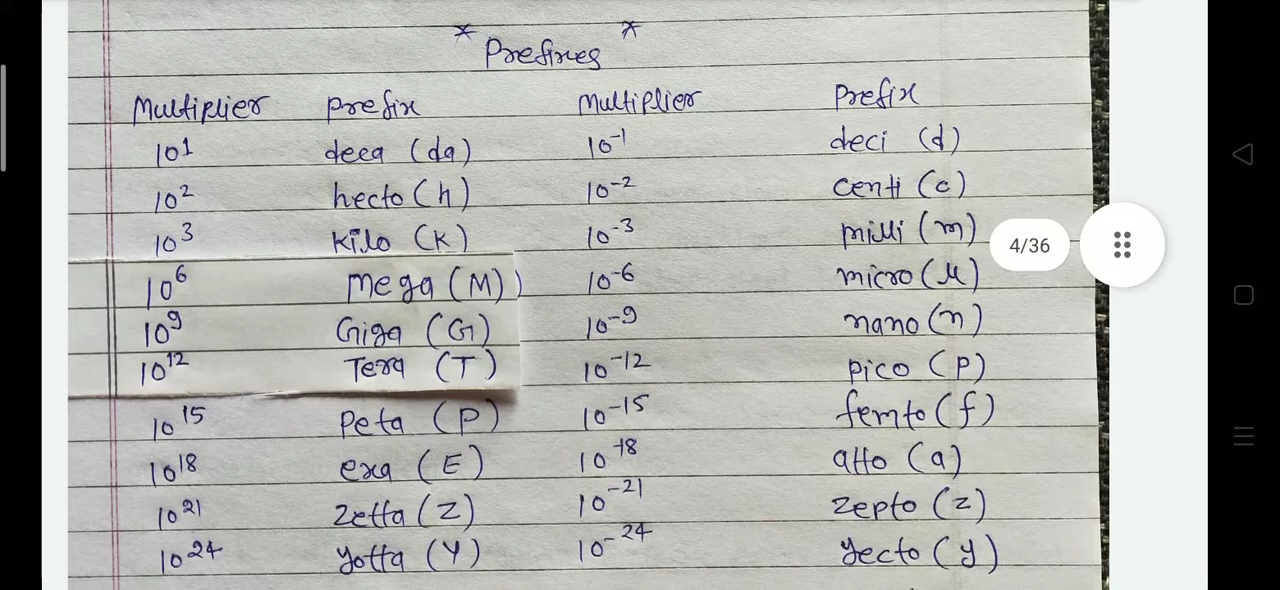 * Prefixes *
Multiplier Prefix Multiplier Prefix
10¹ deca (da) 10⁻¹ deci (d)
10² hecto (h) 10⁻² centi (c)
10³ Kilo (K) 10⁻³ milli (m)
4/36
10⁶ Mega (M)) 10⁻⁶ micro (μ)
10⁹ Giga (G) 10⁻⁹ nano (n)
10¹² Tera (T) 10⁻¹² pico (p)
10¹⁵ Peta (P) 10⁻¹⁵ femto (f)
10¹⁸ exa (E) 10⁻¹⁸ atto (a)
10²¹ Zetta (Z) 10⁻²¹ Zepto (z)
10²⁴ Yotta (Y) 10⁻²⁴ yecto (y)